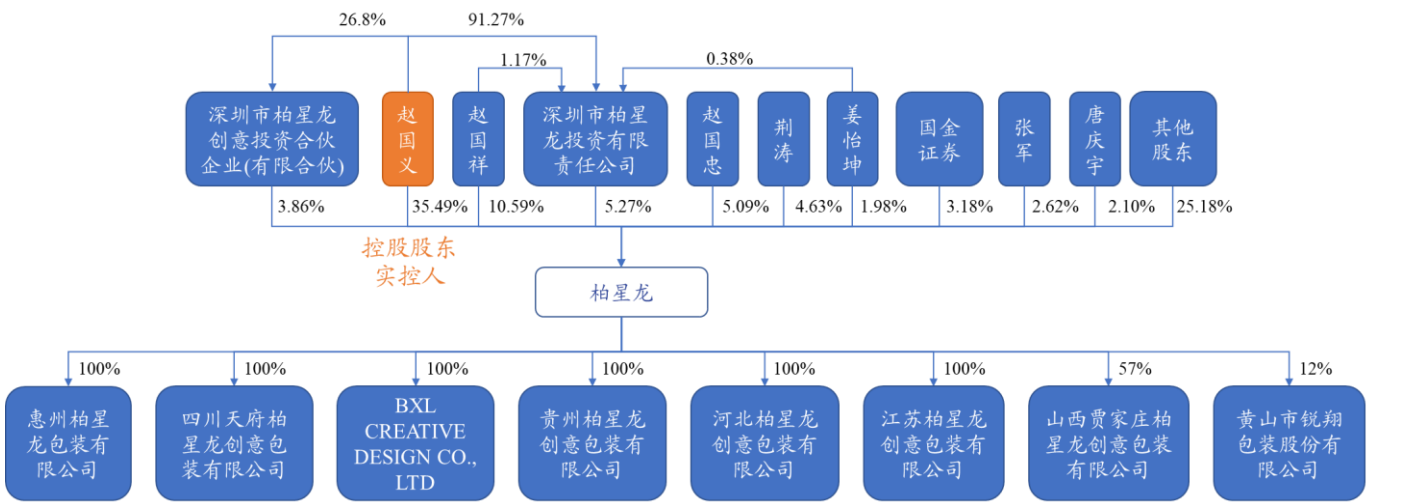 26.8%
91.27%
1.17%
0.38%
深圳市柏星龙
创意投资合伙
企业(有限合伙)
赵
国
义
赵
国
祥
深圳市柏星
龙投资有限
责任公司
赵
国
忠
荆
涛
姜
怡
坤
国金
证券
张
军
唐
庆
宇
其他
股东
3.86%
35.49%
10.59%
5.27%
5.09%
4.63%
1.98%
3.18%
2.62%
2.10%
25.18%
控股股东
实控人
柏星龙
100%
100%
100%
100%
100%
100%
57%
12%
惠州柏星
龙包装有
限公司
四川天府柏
星龙创意包
装有限公司
BXL
CREATIVE
DESIGN CO.,
LTD
贵州柏星龙
创意包装有
限公司
河北柏星龙
创意包装有
限公司
江苏柏星龙
创意包装有
限公司
山西贾家庄柏
星龙创意包装
有限公司
黄山市锐翔
包装股份有
限公司